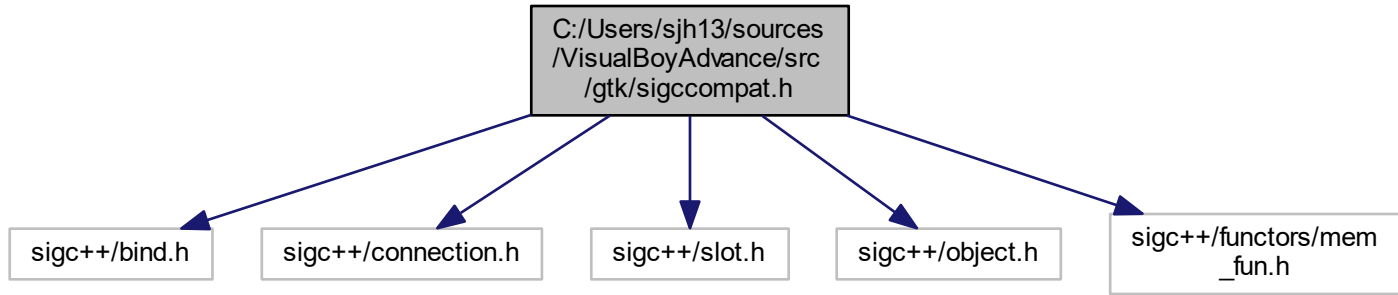 C:/Users/sjh13/sources
/VisualBoyAdvance/src
/gtk/sigccompat.h
sigc++/bind.h
sigc++/connection.h
sigc++/slot.h
sigc++/object.h
sigc++/functors/mem
_fun.h